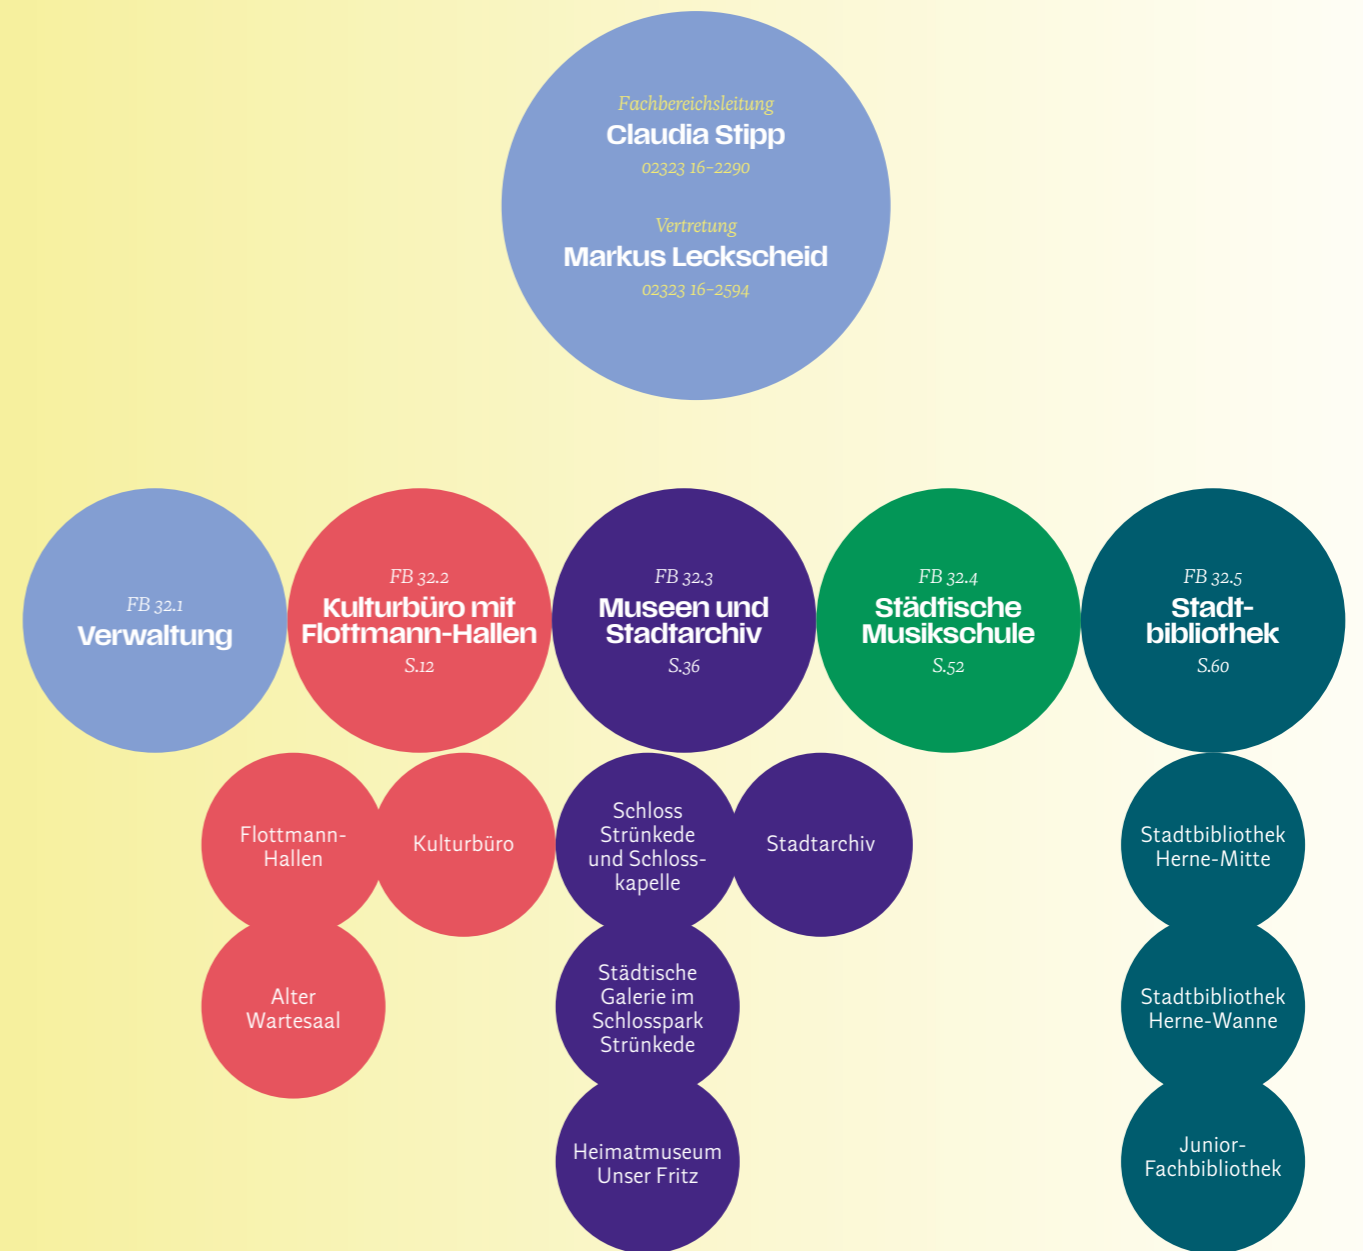 Fachbereichsleitung
Claudia Stipp
02323 16-2290
Vertretung
Markus Leckscheid
02323 16-2594
FB 32.1
Verwaltung
FB 32.2
Kulturbüro mit
Flottmann-Hallen
S.12
FB 32.3
Museen und
Stadtarchiv
S.36
FB 32.4
Städtische
Musikschule
S.52
FB 32.5
Stadt-
bibliothek
S.60
Flottmann-
Hallen
Kulturbüro
Alter
Wartesaal
Schloss
Strünkede
und Schloss-
kapelle
Stadtarchiv
Städtische
Galerie im
Schlosspark
Strünkede
Heimatmuseum
Unser Fritz
Stadtbibliothek
Herne-Mitte
Stadtbibliothek
Herne-Wanne
Junior-
Fachbibliothek